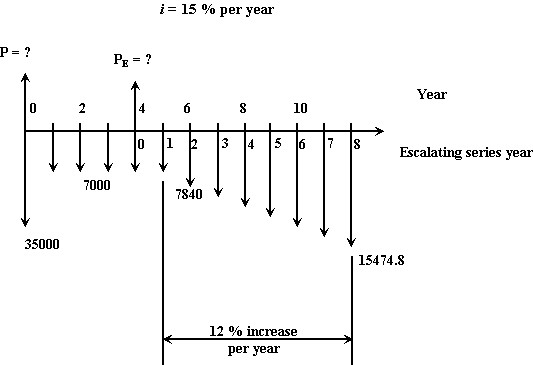 i = 15 % per year
P = ?
P_E = ?
0 2 4 6 8 10
Year
0 1 2 3 4 5 6 7 8
Escalating series year
7000
7840
35000
15474.8
12 % increase
per year